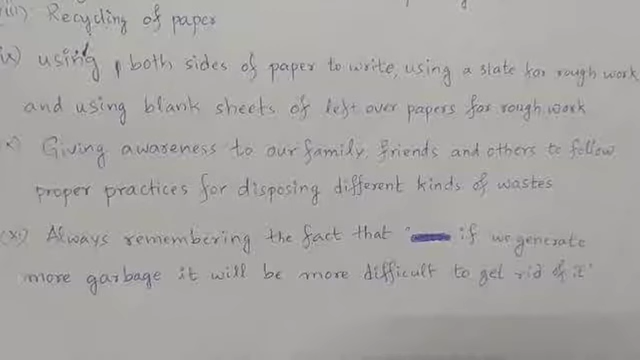 (viii) Recycling of paper
ix) using both sides of paper to write, using a slate for rough work
and using blank sheets of left over papers for rough work
x) Giving awareness to our family, friends and others to follow
proper practices for disposing different kinds of wastes
(xi) Always remembering the fact that ' if we generate
more garbage it will be more difficult to get rid of it'